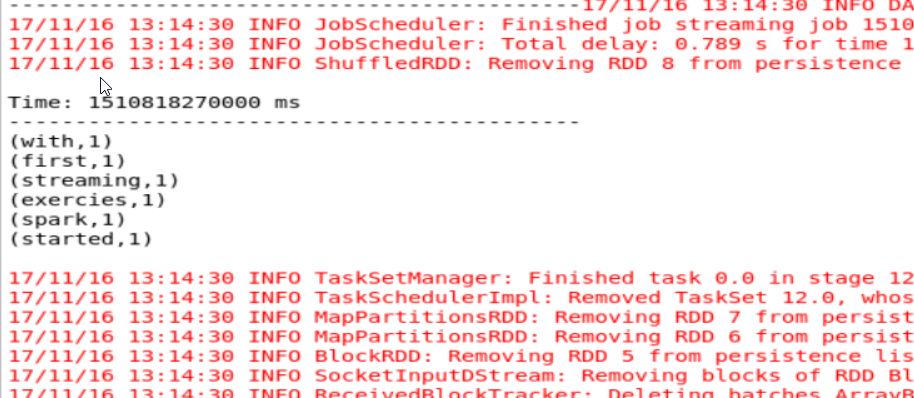 -------------------------------------------17/11/16 13:14:30 INFO DA
17/11/16 13:14:30 INFO JobScheduler: Finished job streaming job 1510
17/11/16 13:14:30 INFO JobScheduler: Total delay: 0.789 s for time 1
17/11/16 13:14:30 INFO ShuffledRDD: Removing RDD 8 from persistence
Time: 1510818270000 ms
-------------------------------------------
(with,1)
(first,1)
(streaming,1)
(exercies,1)
(spark,1)
(started,1)
17/11/16 13:14:30 INFO TaskSetManager: Finished task 0.0 in stage 12
17/11/16 13:14:30 INFO TaskSchedulerImpl: Removed TaskSet 12.0, whos
17/11/16 13:14:30 INFO MapPartitionsRDD: Removing RDD 7 from persist
17/11/16 13:14:30 INFO MapPartitionsRDD: Removing RDD 6 from persist
17/11/16 13:14:30 INFO BlockRDD: Removing RDD 5 from persistence lis
17/11/16 13:14:30 INFO SocketInputDStream: Removing blocks of RDD Bl
17/11/16 13:14:30 INFO ReceivedBlockTracker: Deleting batches ArrayB